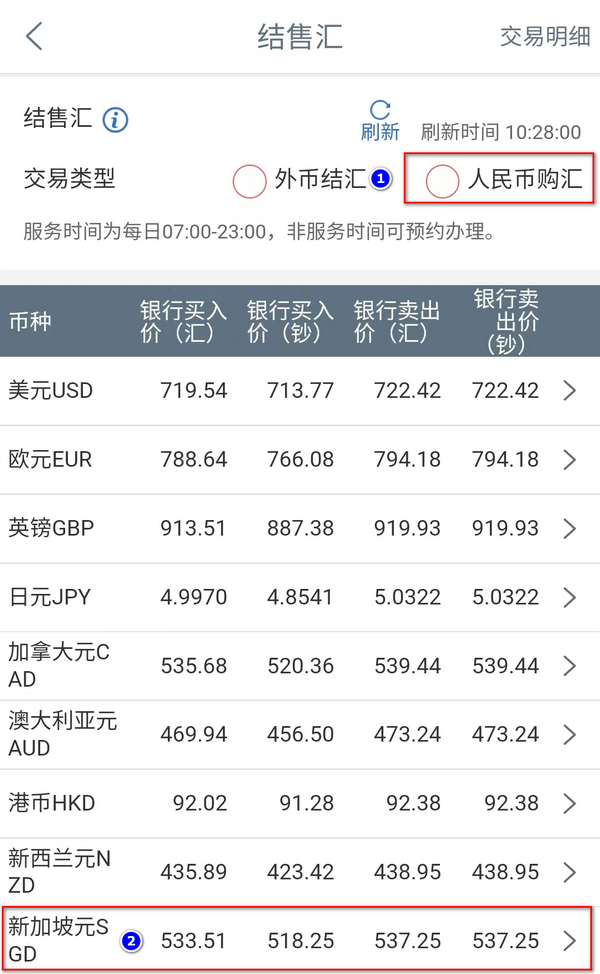 结售汇 交易明细
结售汇 i 刷新 刷新时间 10:28:00
交易类型 外币结汇 1 人民币购汇
服务时间为每日07:00-23:00，非服务时间可预约办理。
币种 银行买入价（汇） 银行买入价（钞） 银行卖出价（汇） 银行卖出价（钞）
美元USD 719.54 713.77 722.42 722.42
欧元EUR 788.64 766.08 794.18 794.18
英镑GBP 913.51 887.38 919.93 919.93
日元JPY 4.9970 4.8541 5.0322 5.0322
加拿大元CAD 535.68 520.36 539.44 539.44
澳大利亚元AUD 469.94 456.50 473.24 473.24
港币HKD 92.02 91.28 92.38 92.38
新西兰元NZD 435.89 423.42 438.95 438.95
新加坡元SGD 2 533.51 518.25 537.25 537.25